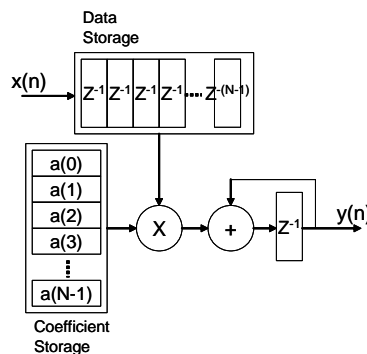 Data
Storage
x(n)
Z-1 Z-1 Z-1 Z-1 Z-(N-1)
a(0)
a(1)
a(2)
a(3)
a(N-1)
X
+
Z-1
y(n)
Coefficient
Storage